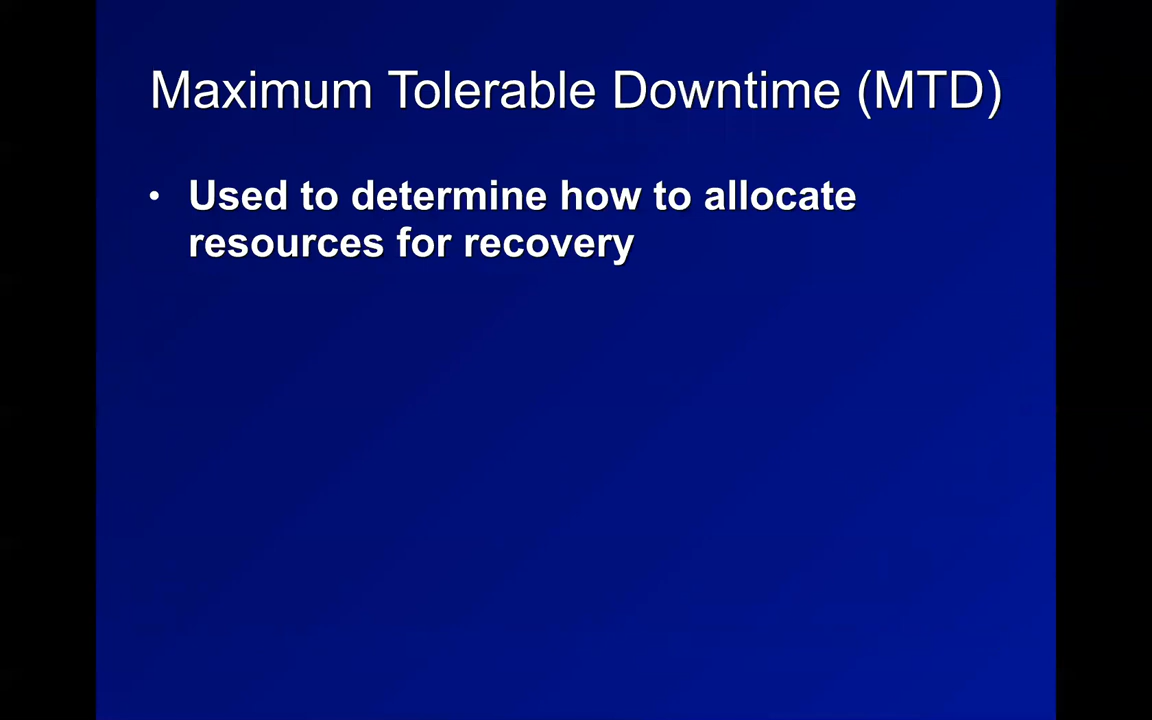 Maximum Tolerable Downtime (MTD)
• Used to determine how to allocate
resources for recovery